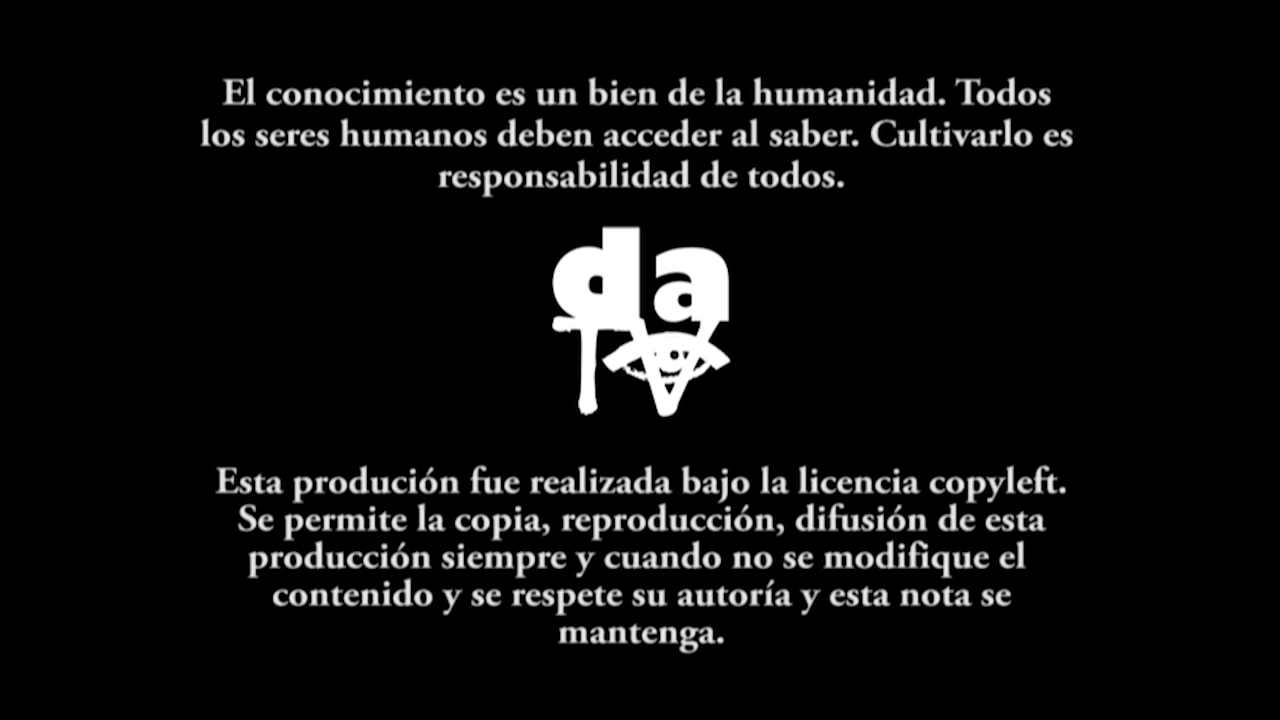 El conocimiento es un bien de la humanidad. Todos
los seres humanos deben acceder al saber. Cultivarlo es
responsabilidad de todos.
da
TV
Esta produción fue realizada bajo la licencia copyleft.
Se permite la copia, reproducción, difusión de esta
producción siempre y cuando no se modifique el
contenido y se respete su autoría y esta nota se
mantenga.